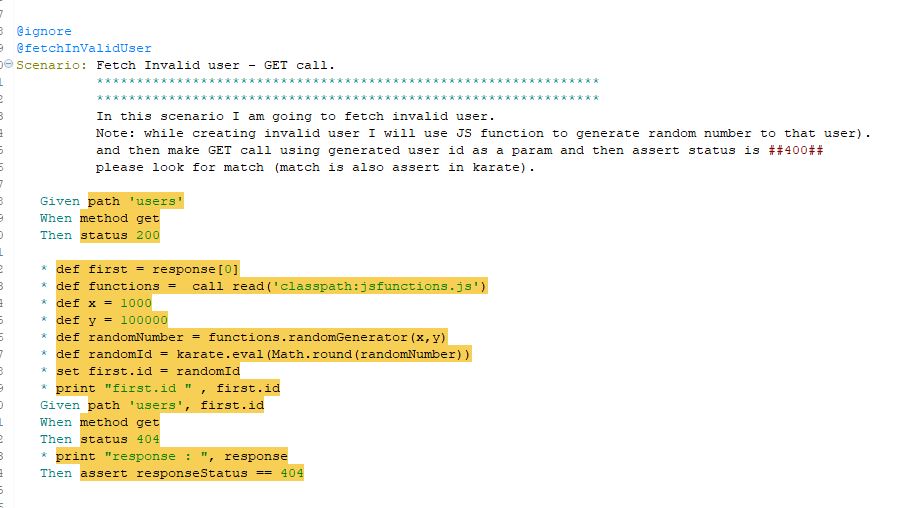 @ignore
@fetchInValidUser
Scenario: Fetch Invalid user - GET call.
***************************************************************
***************************************************************
In this scenario I am going to fetch invalid user.
Note: while creating invalid user I will use JS function to generate random number to that user).
and then make GET call using generated user id as a param and then assert status is ##400##
please look for match (match is also assert in karate).
Given path 'users'
When method get
Then status 200
* def first = response[0]
* def functions =  call read('classpath:jsfunctions.js')
* def x = 1000
* def y = 100000
* def randomNumber = functions.randomGenerator(x,y)
* def randomId = karate.eval(Math.round(randomNumber))
* set first.id = randomId
* print "first.id " , first.id
Given path 'users', first.id
When method get
Then status 404
* print "response : ", response
Then assert responseStatus == 404